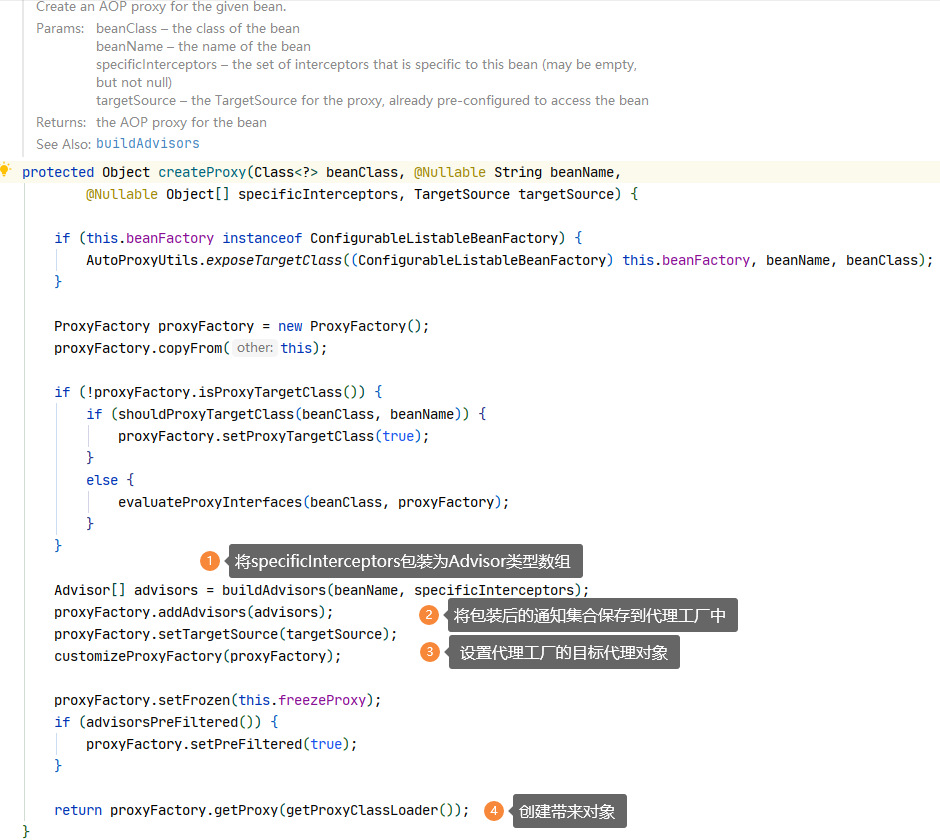 Create an AOP proxy for the given bean.
Params: beanClass – the class of the bean
beanName – the name of the bean
specificInterceptors – the set of interceptors that is specific to this bean (may be empty,
but not null)
targetSource – the TargetSource for the proxy, already pre-configured to access the bean
Returns: the AOP proxy for the bean
See Also: buildAdvisors
protected Object createProxy(Class<?> beanClass, @Nullable String beanName,
@Nullable Object[] specificInterceptors, TargetSource targetSource) {
if (this.beanFactory instanceof ConfigurableListableBeanFactory) {
AutoProxyUtils.exposeTargetClass((ConfigurableListableBeanFactory) this.beanFactory, beanName, beanClass);
}
ProxyFactory proxyFactory = new ProxyFactory();
proxyFactory.copyFrom( other: this);
if (!proxyFactory.isProxyTargetClass()) {
if (shouldProxyTargetClass(beanClass, beanName)) {
proxyFactory.setProxyTargetClass(true);
}
else {
evaluateProxyInterfaces(beanClass, proxyFactory);
}
}
1 将specificInterceptors包装为Advisor类型数组
Advisor[] advisors = buildAdvisors(beanName, specificInterceptors);
proxyFactory.addAdvisors(advisors); 2 将包装后的通知集合保存到代理工厂中
proxyFactory.setTargetSource(targetSource);
customizeProxyFactory(proxyFactory); 3 设置代理工厂的目标代理对象
proxyFactory.setFrozen(this.freezeProxy);
if (advisorsPreFiltered()) {
proxyFactory.setPreFiltered(true);
}
return proxyFactory.getProxy(getProxyClassLoader()); 4 创建带来对象
}